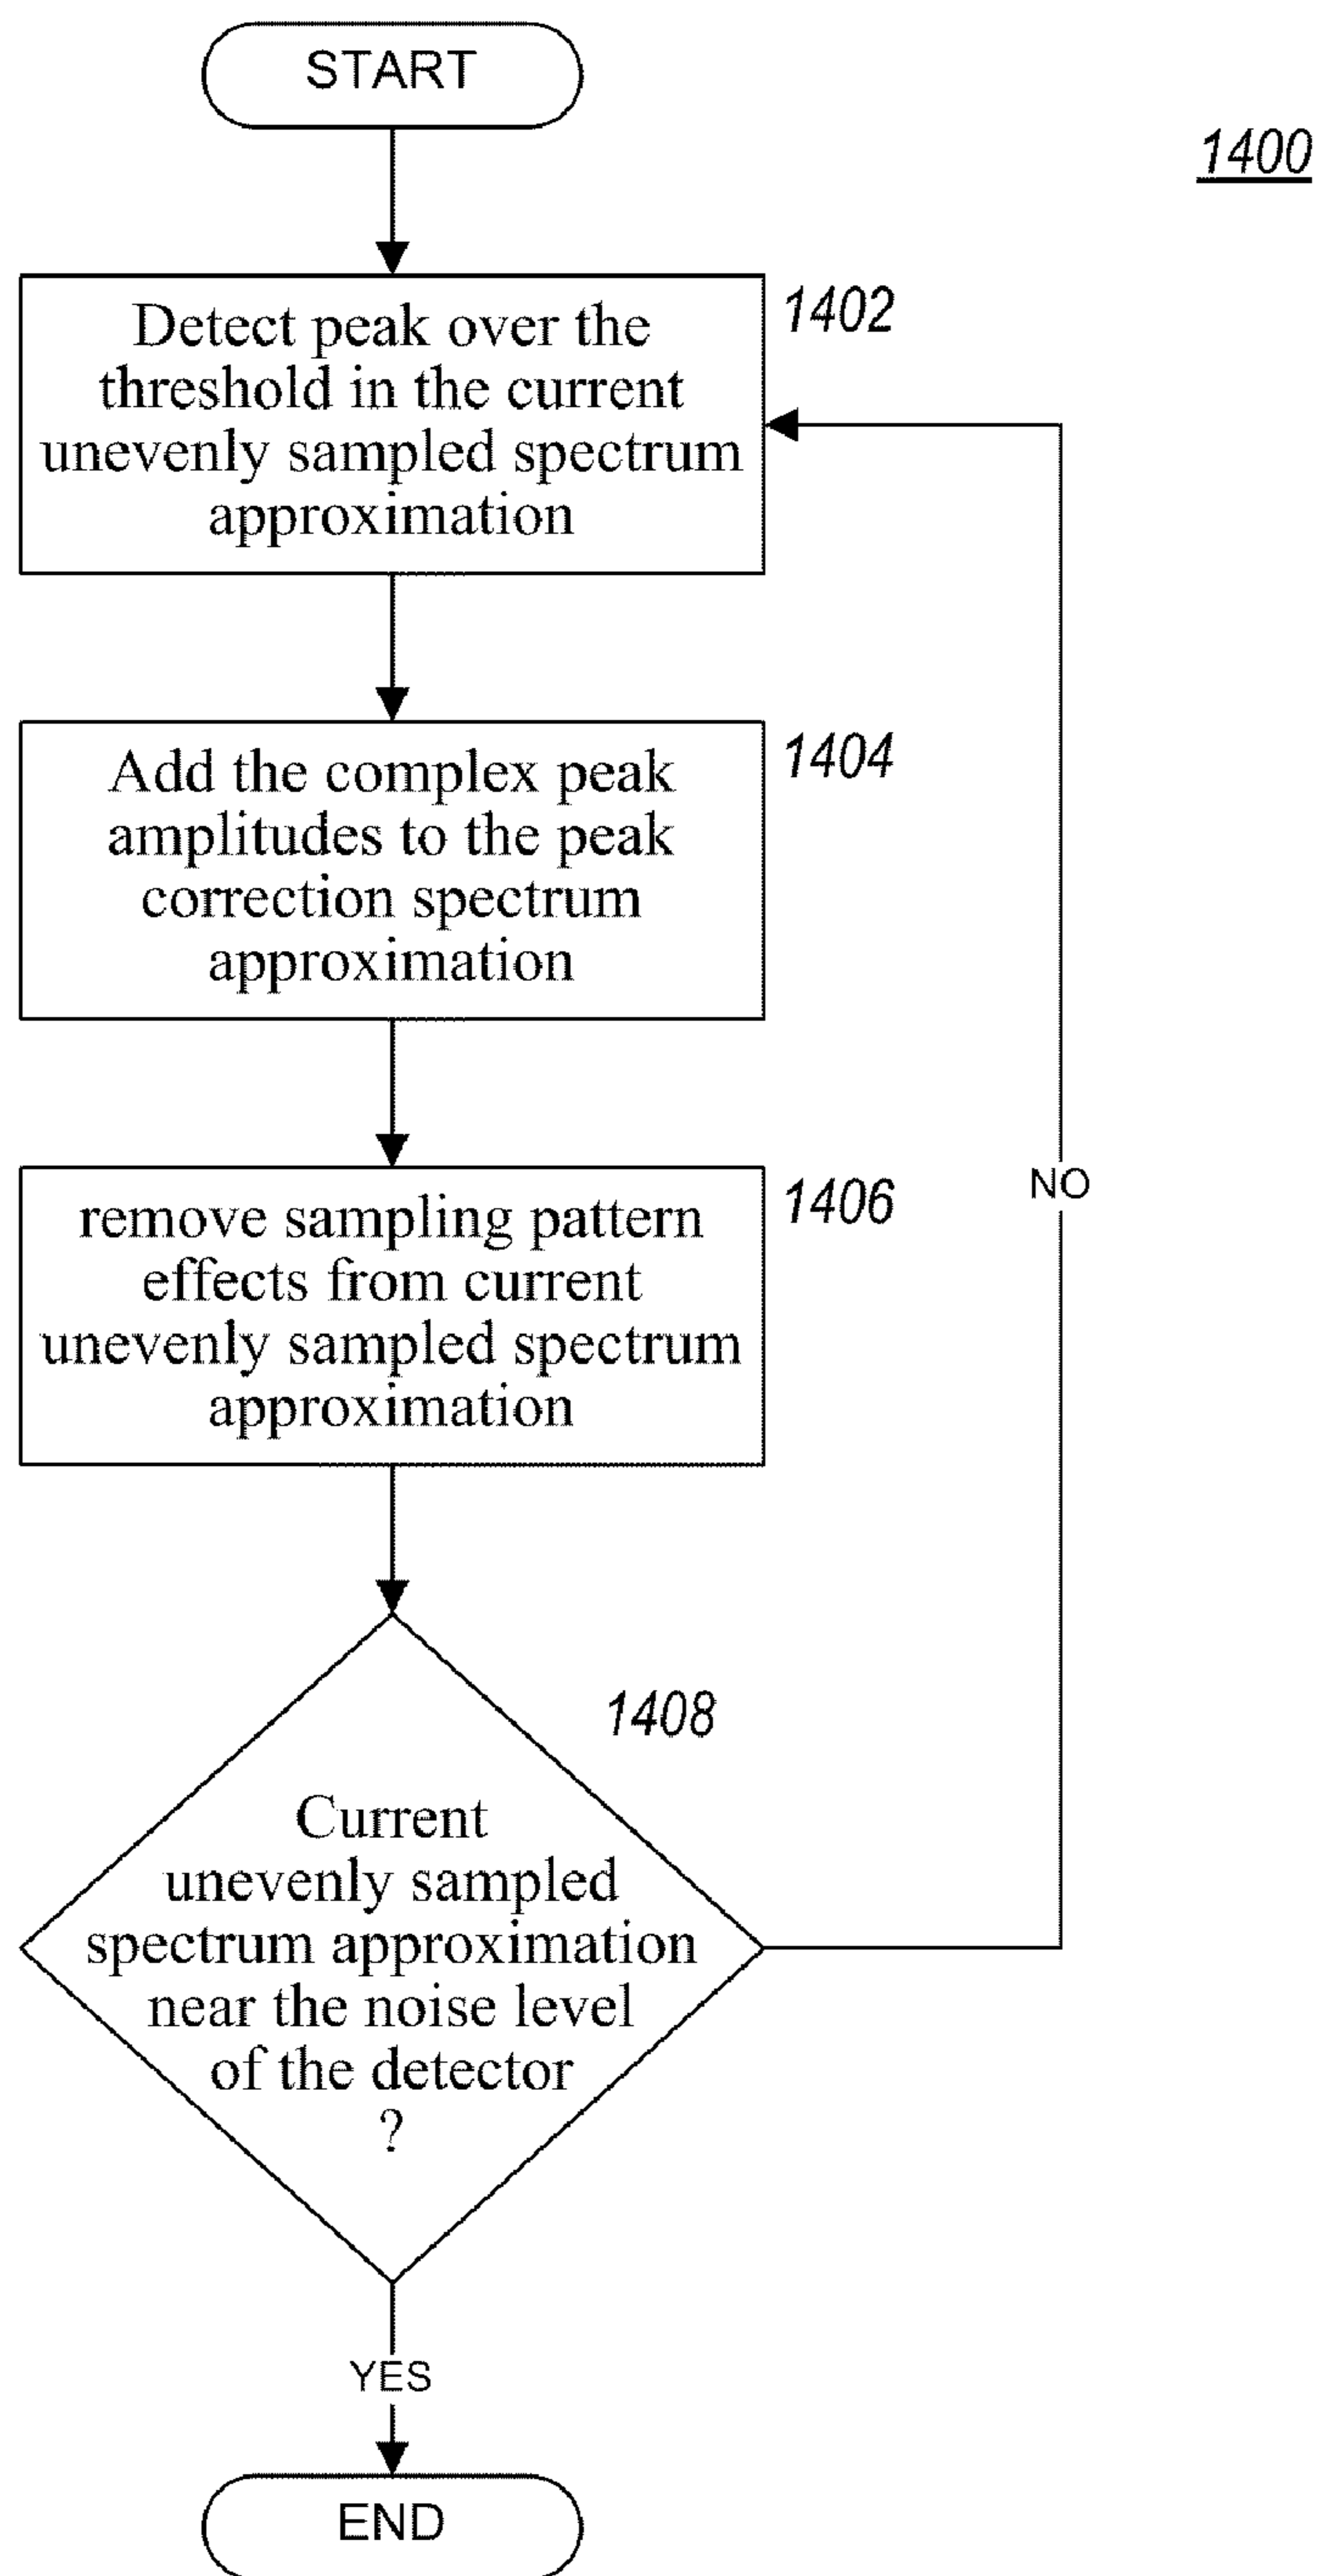 START
1400
1402
Detect peak over the
threshold in the current
unevenly sampled spectrum
approximation
1404
Add the complex peak
amplitudes to the peak
correction spectrum
approximation
1406
remove sampling pattern
effects from current
unevenly sampled spectrum
approximation
NO
1408
Current
unevenly sampled
spectrum approximation
near the noise level
of the detector
?
YES
END